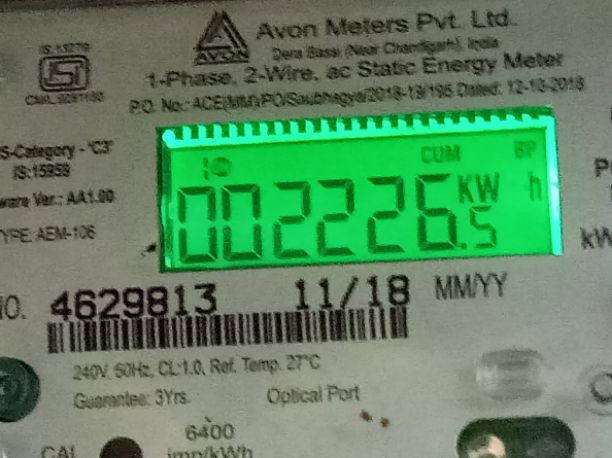 Avon Meters Pvt. Ltd.
AVON
Dera Bassi (Near Chandigarh), India
IS:13779
ISI
1-Phase, 2-Wire, ac Static Energy Meter
P.O. No.: ACE(MM)/PO/Saubhagya/2018-19/195 Dated: 12-10-2018
S-Category - 'C3'
IS:15959
ware Ver.: AA1.00
YPE: AEM-106
CUM BP
002226.5 KW h
kW
NO. 4629813 11/18 MM/YY
240V, 50Hz, CL:1.0, Ref. Temp. 27°C
Guarantee: 3Yrs. Optical Port
6400
imp/kWh
CAL